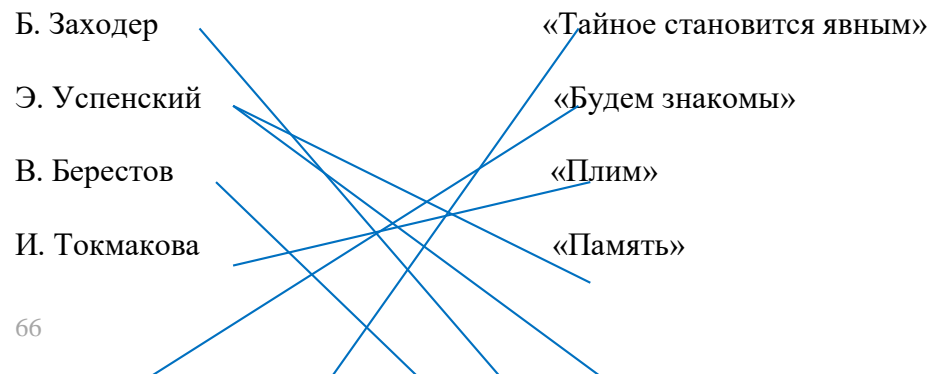 Б. Заходер «Тайное становится явным»
Э. Успенский «Будем знакомы»
В. Берестов «Плим»
И. Токмакова «Память»
66